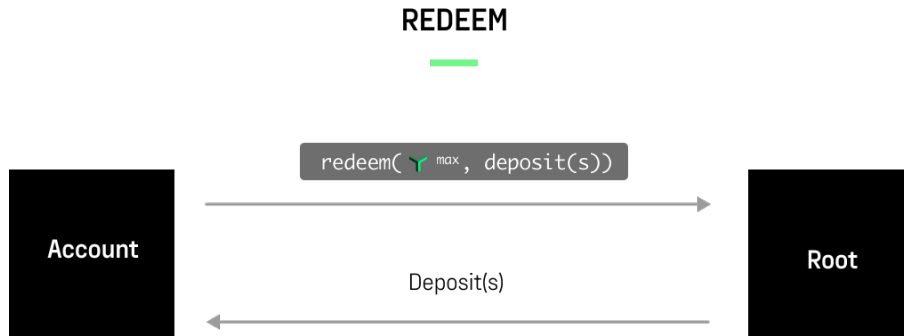 REDEEM
redeem( max, deposit(s))
Account
Root
Deposit(s)